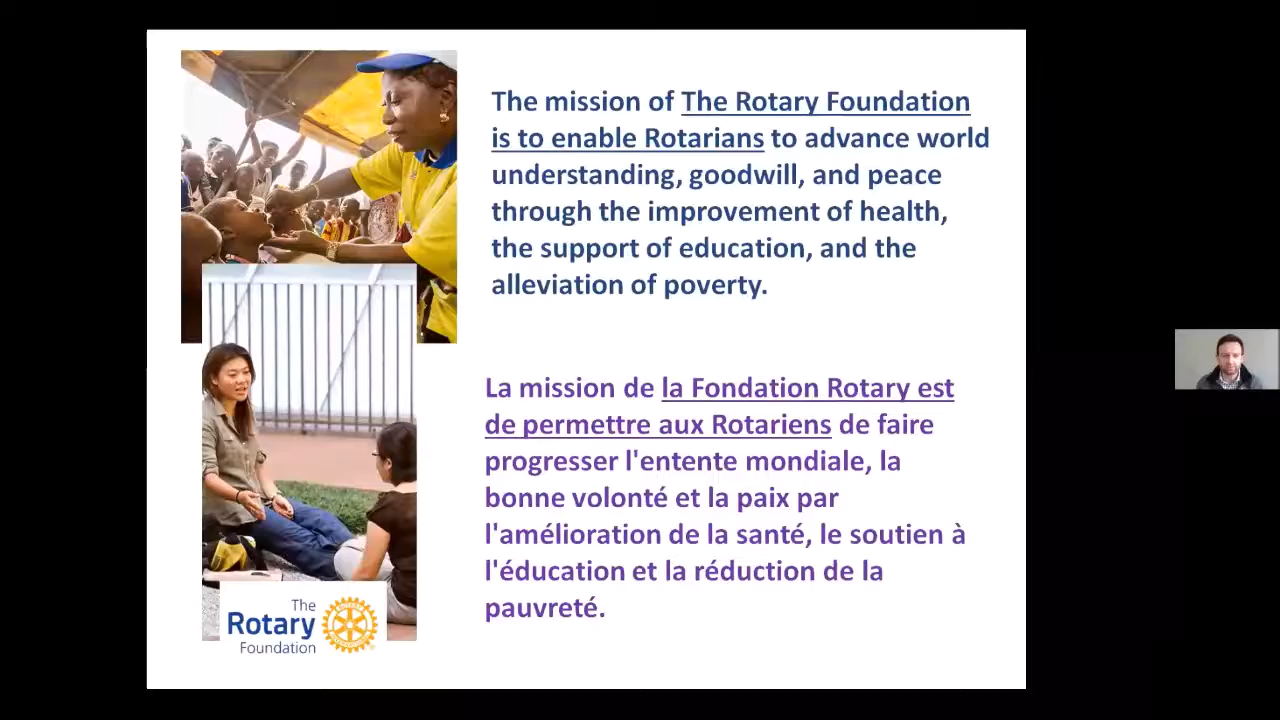 The mission of The Rotary Foundation
is to enable Rotarians to advance world
understanding, goodwill, and peace
through the improvement of health,
the support of education, and the
alleviation of poverty.
La mission de la Fondation Rotary est
de permettre aux Rotariens de faire
progresser l'entente mondiale, la
bonne volonté et la paix par
l'amélioration de la santé, le soutien à
l'éducation et la réduction de la
pauvreté.
The
Rotary
Foundation